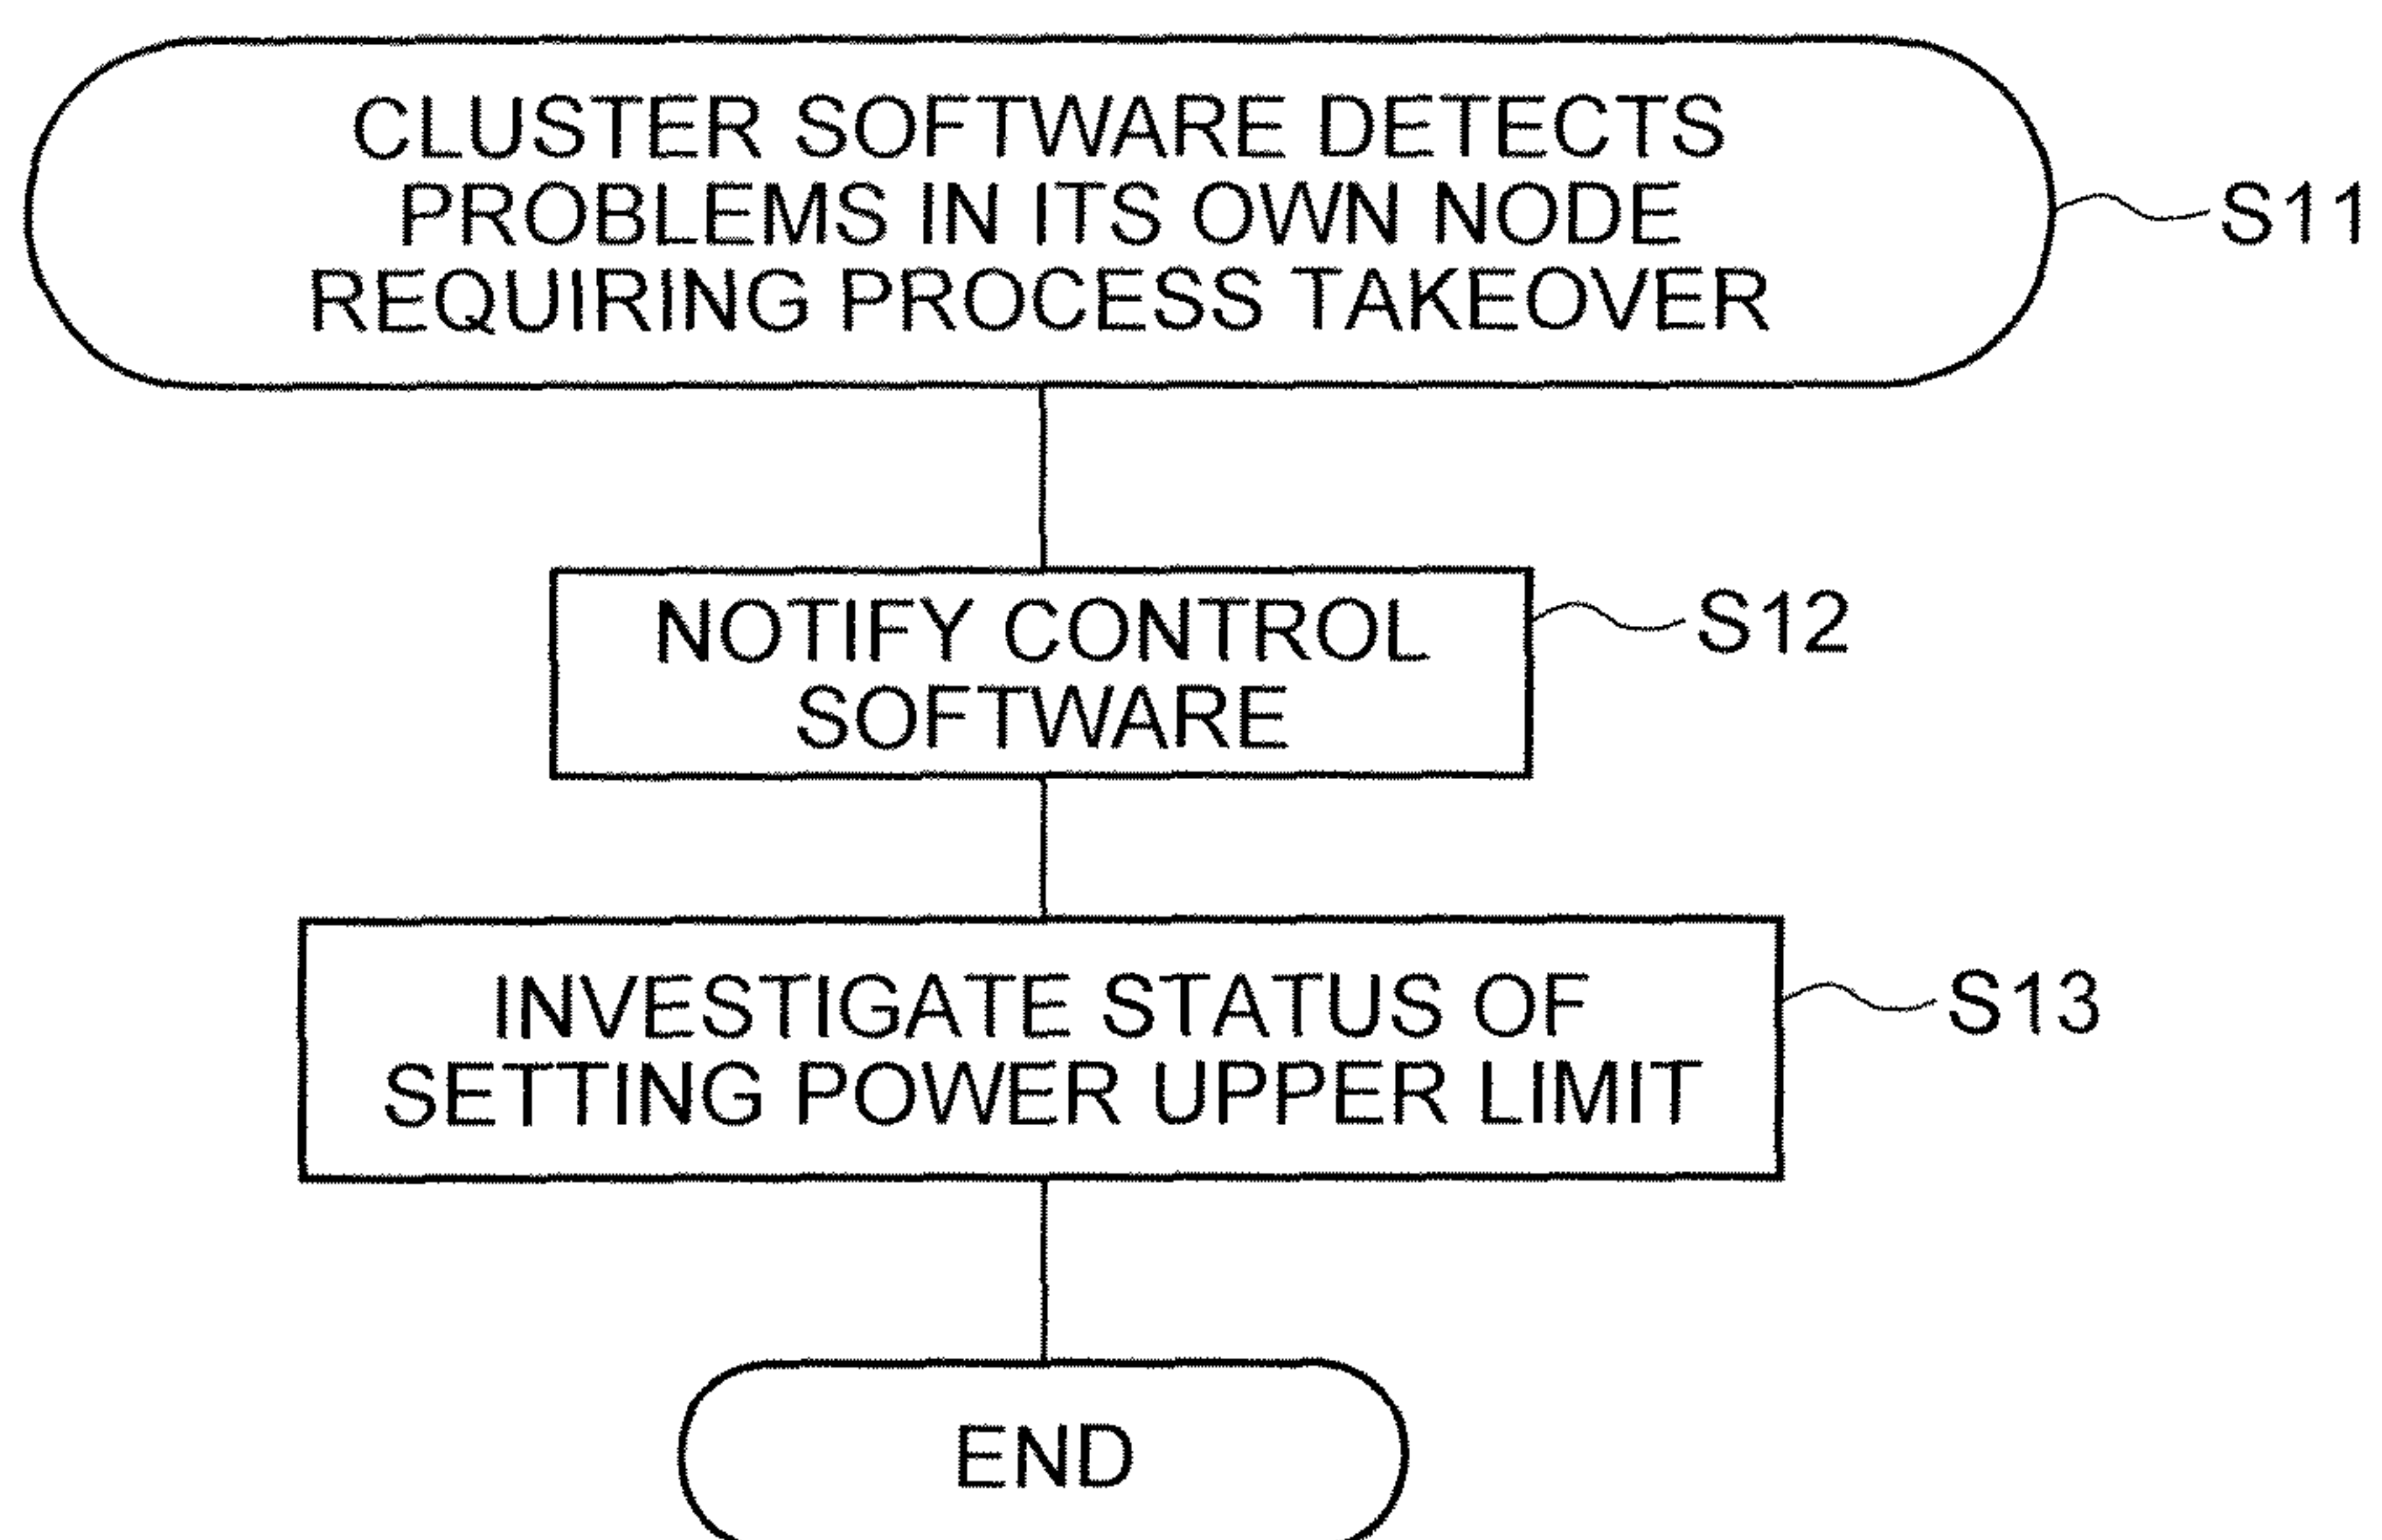 CLUSTER SOFTWARE DETECTS
PROBLEMS IN ITS OWN NODE
REQUIRING PROCESS TAKEOVER
S11
NOTIFY CONTROL
SOFTWARE
S12
INVESTIGATE STATUS OF
SETTING POWER UPPER LIMIT
S13
END